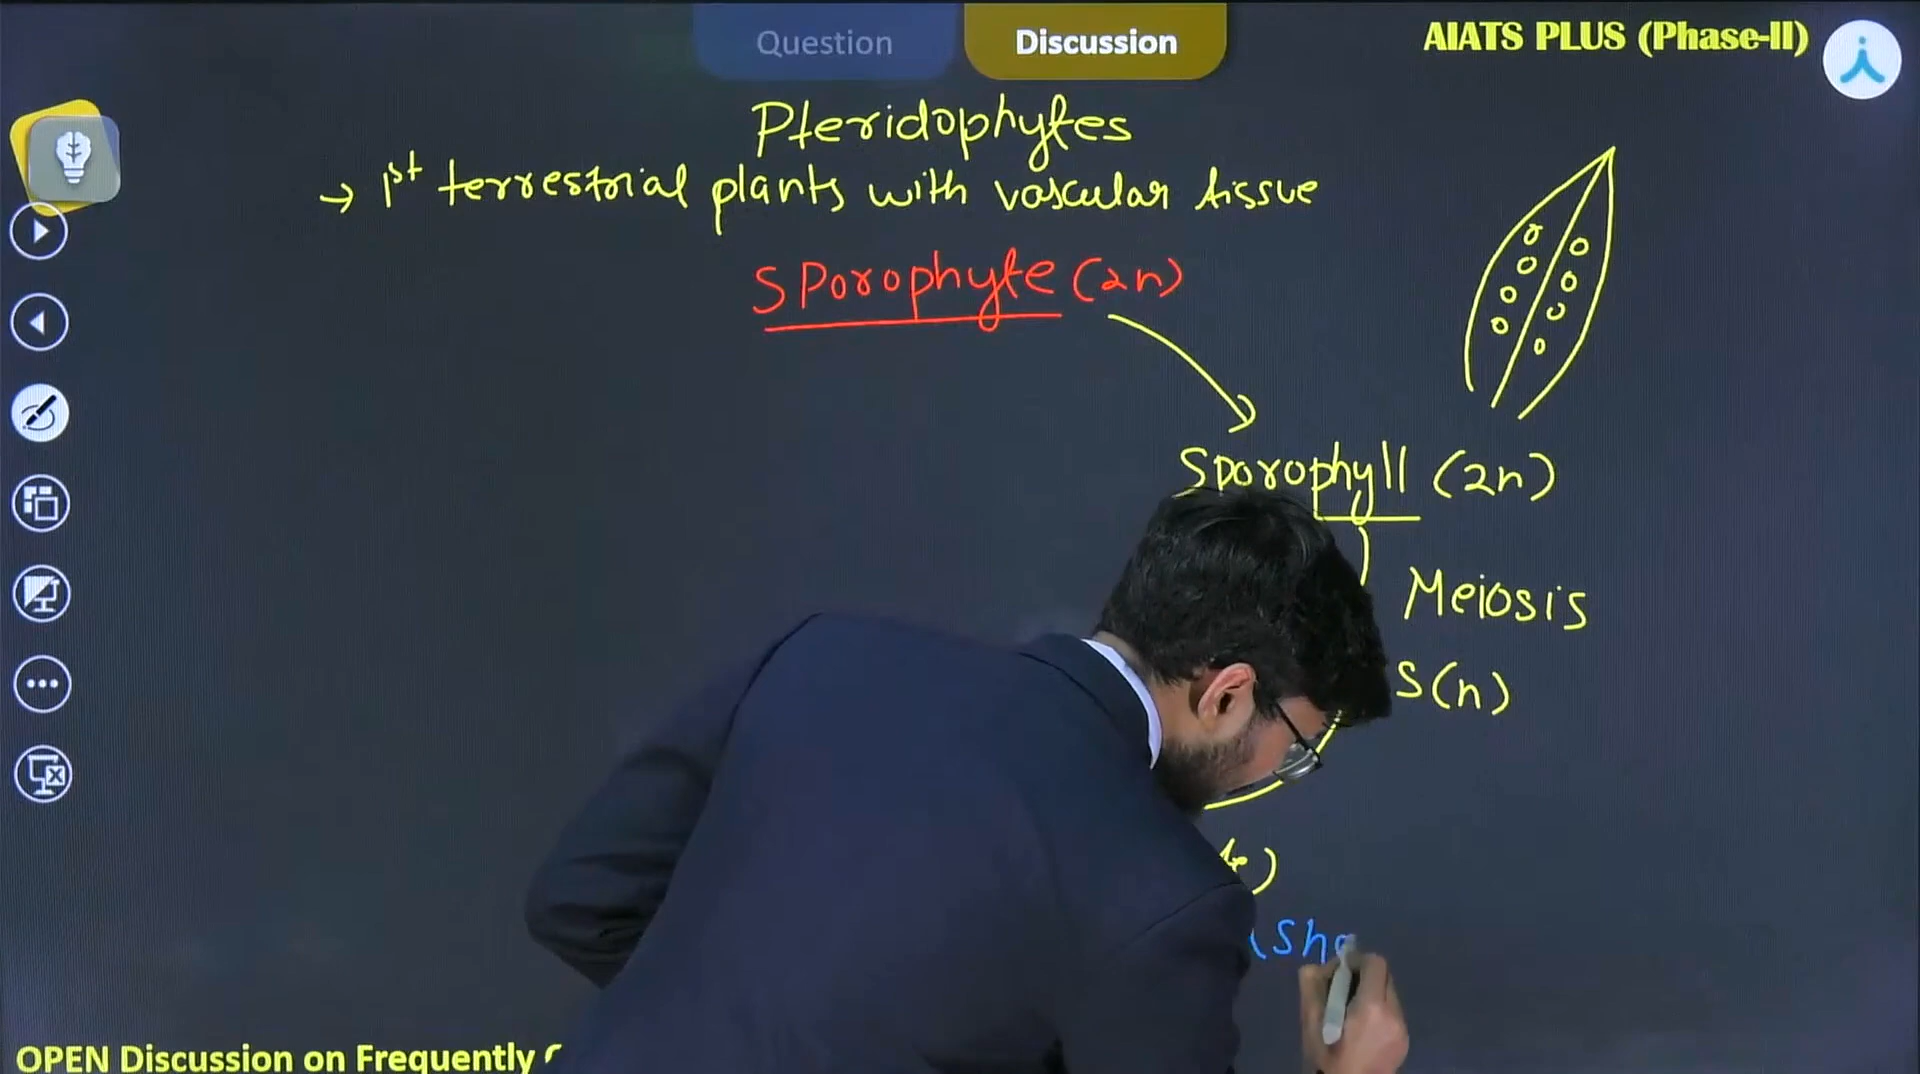 Question
Discussion
AIATS PLUS (Phase-II)
Pteridophytes
→ 1st terrestrial plants with vascular tissue
Sporophyte (2n)
Sporophyll (2n)
Meiosis
S(n)
(Sh
OPEN Discussion on Frequently